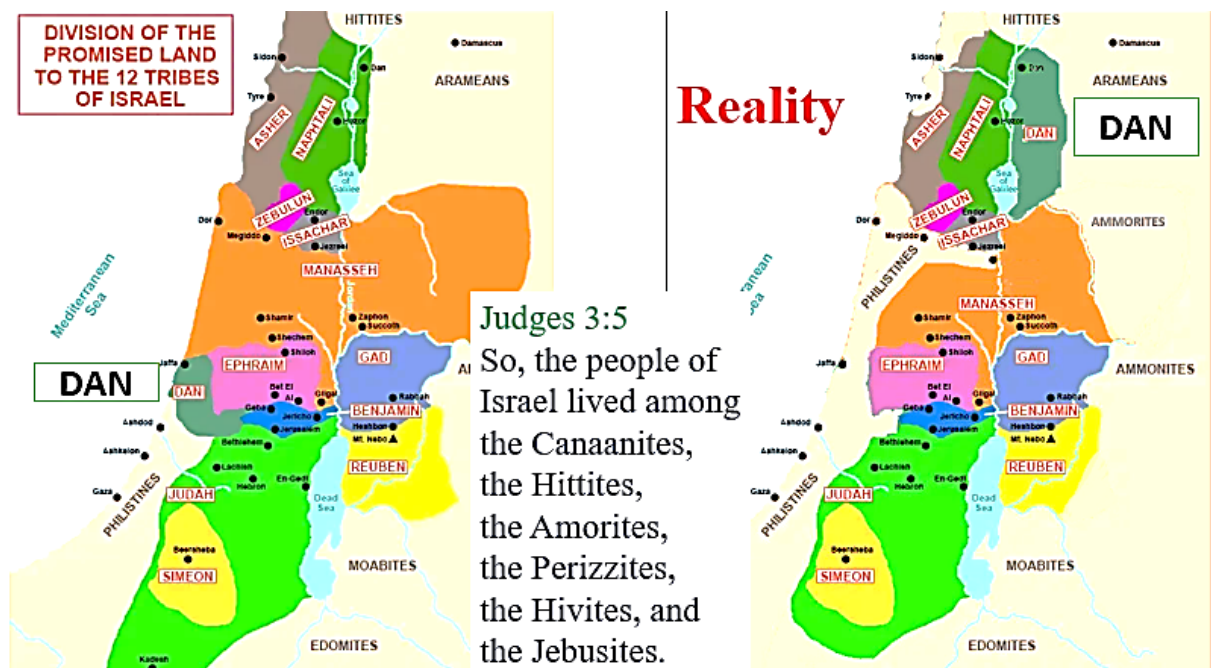 DIVISION OF THE
PROMISED LAND
TO THE 12 TRIBES
OF ISRAEL
HITTITES
Damascus
Sidon
Dan
ARAMEANS
Tyre
ASHER
NAPHTALI
Hazor
Sea
of
Galilee
ZEBULUN
Dor
Endor
ISSACHAR
Megiddo
Jezreel
MANASSEH
Mediterranean
Sea
Jordan
Shamir
Zaphon
Succoth
Shechem
Jaffa
EPHRAIM
Shiloh
GAD
DAN
DAN
Bet El
Ai
Gilgal
Rabbah
Geba
BENJAMIN
Jericho
Heshbon
Ashdod
Jerusalem
Mt. Nebo
Bethlehem
Ashkelon
REUBEN
Lachien
En-Gedi
Hebron
Gaza
PHILISTINES
JUDAH
Dead
Sea
Beersheba
SIMEON
MOABITES
EDOMITES
Kadesh
Judges 3:5
So, the people of
Israel lived among
the Canaanites,
the Hittites,
the Amorites,
the Perizzites,
the Hivites, and
the Jebusites.
Reality
HITTITES
Damascus
Sidon
Dan
ARAMEANS
Tyre
ASHER
NAPHTALI
DAN
DAN
Hazor
Sea
of
Galilee
ZEBULUN
Dor
Endor
AMMORITES
ISSACHAR
Megiddo
Jezreel
PHILISTINES
ranean
Sea
MANASSEH
Shamir
Zaphon
Succoth
Shechem
Jaffa
EPHRAIM
Shiloh
GAD
AMMONITES
Bet El
Ai
Gilgal
Rabbah
Geba
BENJAMIN
Jericho
Heshbon
Ashdod
Jerusalem
Mt. Nebo
Bethlehem
Ashkelon
REUBEN
Lachien
En-Gedi
Hebron
Gaza
PHILISTINES
JUDAH
Dead
Sea
Beersheba
SIMEON
MOABITES
EDOMITES